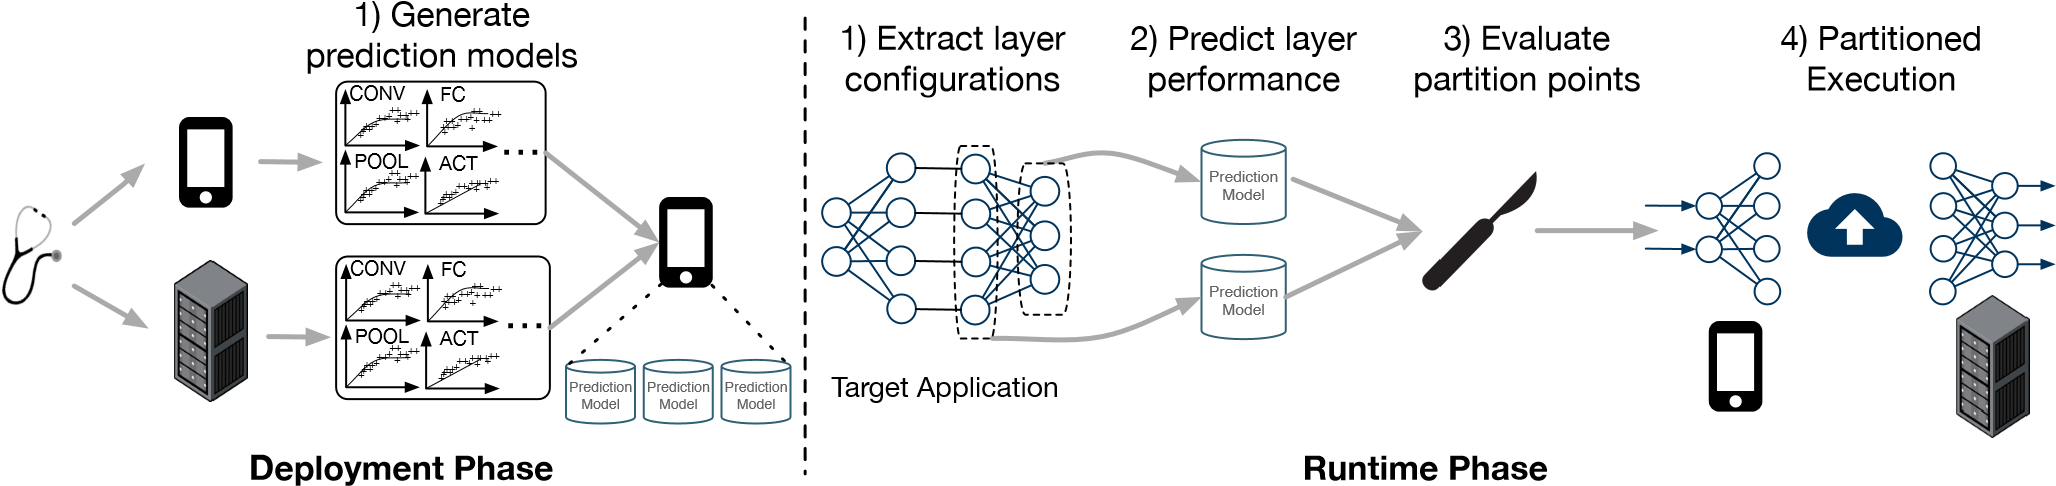 1) Generate
prediction models
CONV
FC
POOL
ACT
CONV
FC
POOL
ACT
Prediction
Model
Prediction
Model
Prediction
Model
Deployment Phase
1) Extract layer
configurations
2) Predict layer
performance
3) Evaluate
partition points
4) Partitioned
Execution
Prediction
Model
Prediction
Model
Target Application
Runtime Phase